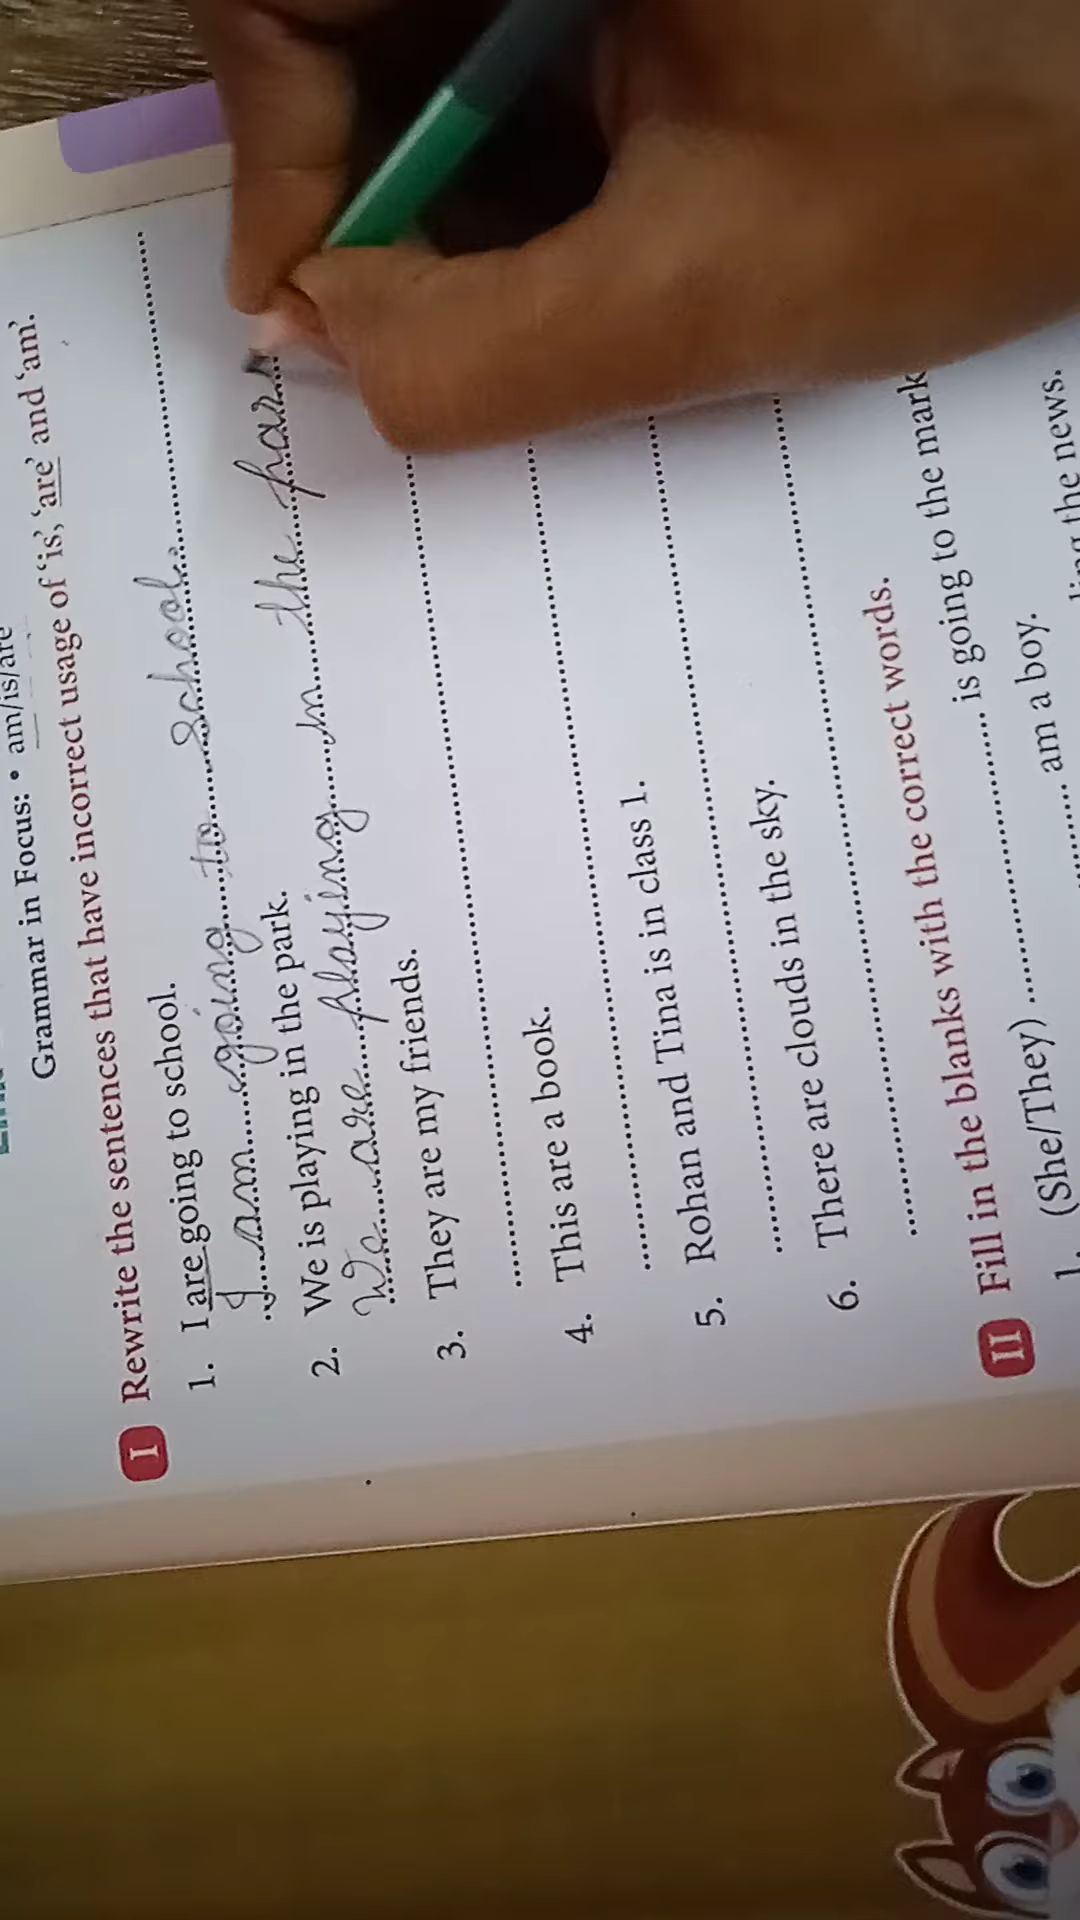 Grammar in Focus: • am/is/are
I Rewrite the sentences that have incorrect usage of ‘is’, ‘are’ and ‘am’.
1. I are going to school.
I am going to school.
2. We is playing in the park.
We are playing in the par
3. They are my friends.
4. This are a book.
5. Rohan and Tina is in class 1.
6. There are clouds in the sky.
II Fill in the blanks with the correct words.
1. (She/They) is going to the mark
am a boy.
the news.